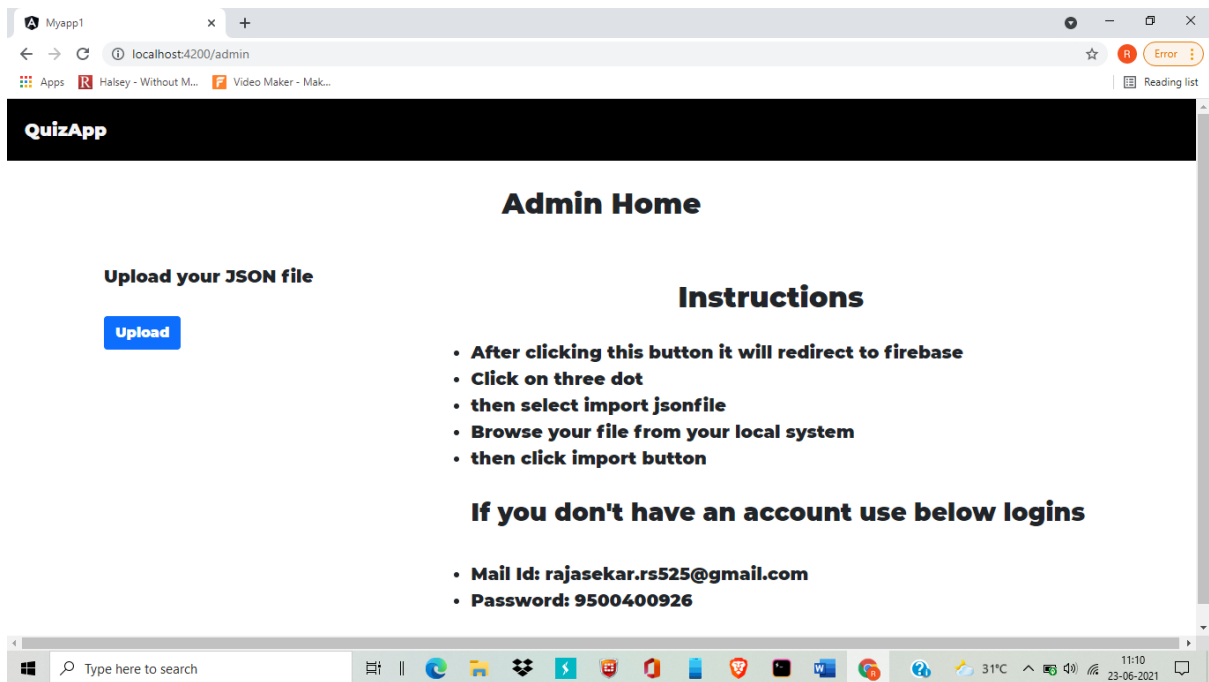 Myapp1
localhost:4200/admin
R
Error
Apps
R
Halsey - Without M...
Video Maker - Mak...
Reading list
QuizApp
Admin Home
Upload your JSON file
Upload
Instructions
• After clicking this button it will redirect to firebase
• Click on three dot
• then select import jsonfile
• Browse your file from your local system
• then click import button
If you don't have an account use below logins
• Mail Id: rajasekar.rs525@gmail.com
• Password: 9500400926
Type here to search
31°C
11:10
23-06-2021